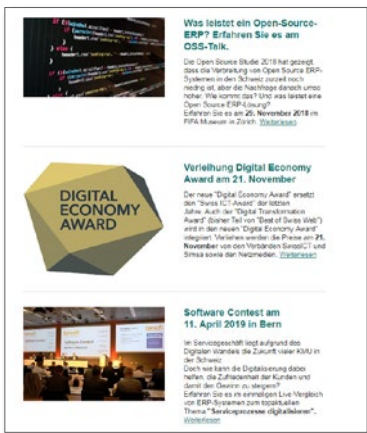 Was leistet ein Open-Source-
ERP? Erfahren Sie es am
OSS-Talk.
Die Open Source Studie 2018 hat gezeigt,
dass die Verbreitung von Open Source ERP-
Systemen in den Schweiz zurzeit noch
niedrig ist, aber die Nachfrage danach umso
höher. Wie kommt das? Und was leistet eine
Open Source ERP-Lösung?
Erfahren Sie es am 29. November 2018 im
FIFA Museum in Zürich. Weiterlesen
DIGITAL
ECONOMY
AWARD
Verleihung Digital Economy
Award am 21. November
Der neue "Digital Economy Award" ersetzt
den "Swiss ICT-Award" der letzten
Jahre. Auch der "Digital Transformation
Award" (bisher Teil von "Best of Swiss Web")
wird in den neuen "Digital Economy Award"
integriert. Verliehen werden die Preise am 21.
November von den Verbänden SwissICT und
Simsa sowie den Netzmedien. Weiterlesen
Software Contest am
11. April 2019 in Bern
Im Servicegeschäft liegt aufgrund des
Digitalen Wandels die Zukunft vieler KMU in
der Schweiz.
Doch wie kann die Digitalisierung dabei
helfen, die Zufriedenheit der Kunden und
damit den Gewinn zu steigern?
Erfahren Sie es im einmaligen Live-Vergleich
von ERP-Systemen zum topaktuellen
Thema "Serviceprozesse digitalisieren".
Weiterlesen